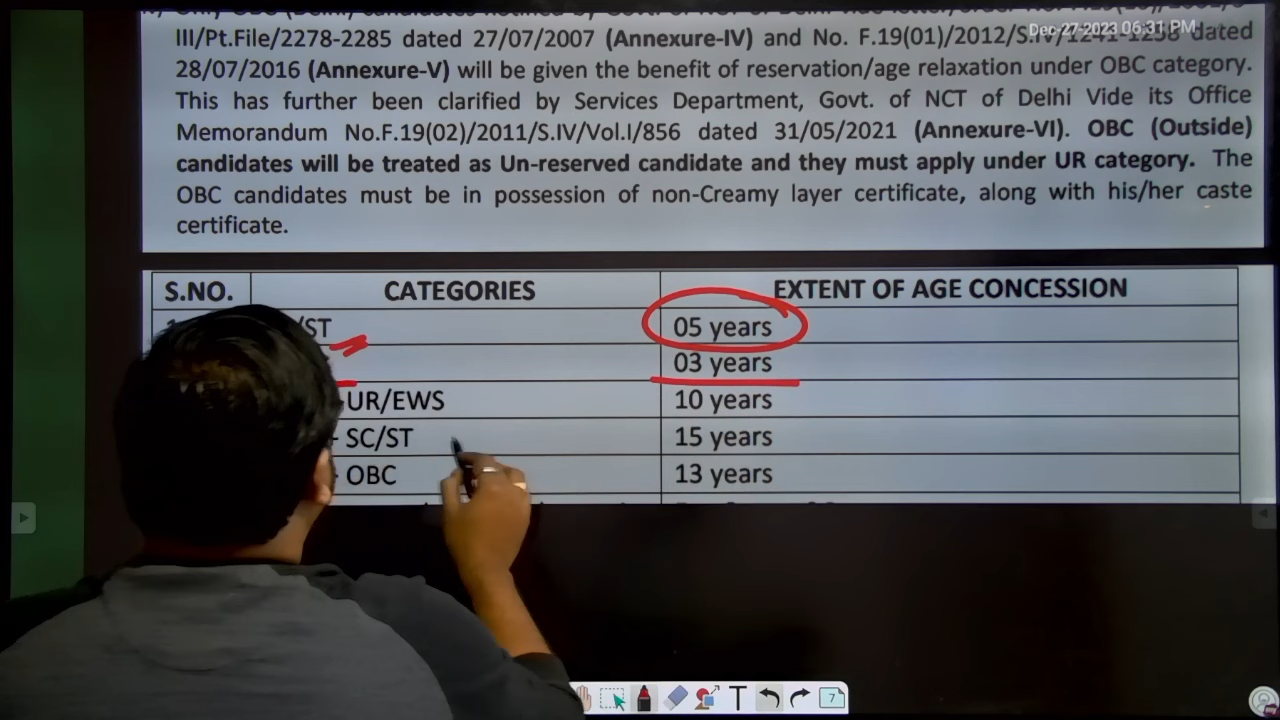 Dec-27-2023 06:31 PM
III/Pt.File/2278-2285 dated 27/07/2007 (Annexure-IV) and No. F.19(01)/2012/S.IV/1241-1258 dated
28/07/2016 (Annexure-V) will be given the benefit of reservation/age relaxation under OBC category.
This has further been clarified by Services Department, Govt. of NCT of Delhi Vide its Office
Memorandum No.F.19(02)/2011/S.IV/Vol.I/856 dated 31/05/2021 (Annexure-VI). OBC (Outside)
candidates will be treated as Un-reserved candidate and they must apply under UR category. The
OBC candidates must be in possession of non-Creamy layer certificate, along with his/her caste
certificate.
S.NO. CATEGORIES EXTENT OF AGE CONCESSION
/ST 05 years
03 years
- UR/EWS 10 years
- SC/ST 15 years
- OBC 13 years
T 7